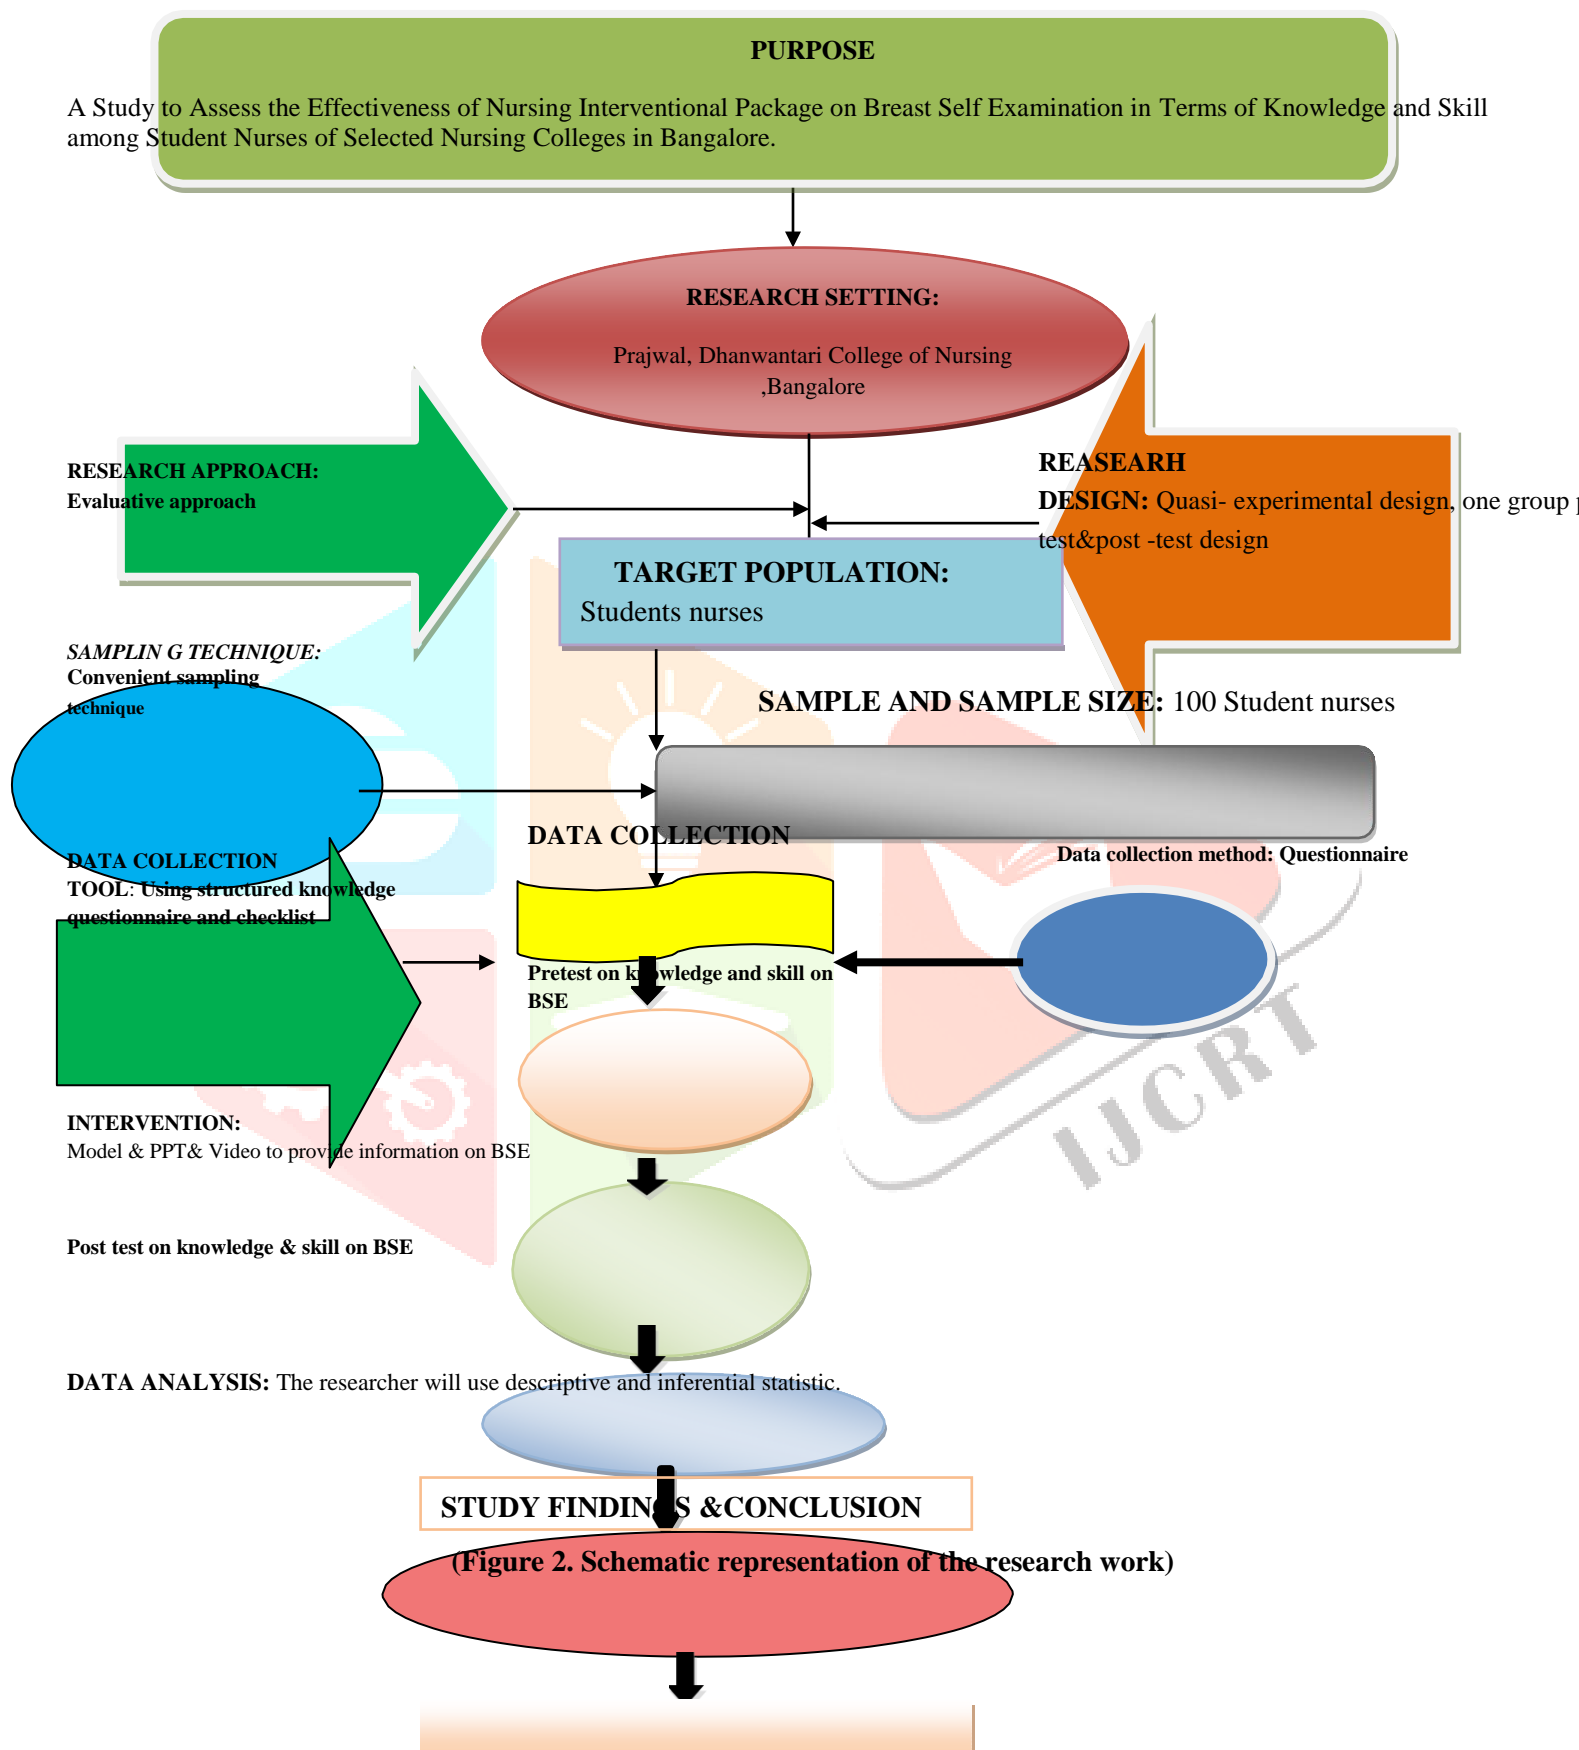 PURPOSE
A Study to Assess the Effectiveness of Nursing Interventional Package on Breast Self Examination in Terms of Knowledge and Skill
among Student Nurses of Selected Nursing Colleges in Bangalore.
RESEARCH SETTING:
Prajwal, Dhanwantari College of Nursing
,Bangalore
RESEARCH APPROACH:
Evaluative approach
REASEARH
DESIGN: Quasi- experimental design, one group p
test&post -test design
TARGET POPULATION:
Students nurses
SAMPLIN G TECHNIQUE:
Convenient sampling
technique
SAMPLE AND SAMPLE SIZE: 100 Student nurses
DATA COLLECTION
Data collection method: Questionnaire
DATA COLLECTION
TOOL: Using structured knowledge
questionnaire and checklist
Pretest on knowledge and skill on
BSE
IJCRT
INTERVENTION:
Model & PPT& Video to provide information on BSE
Post test on knowledge & skill on BSE
DATA ANALYSIS: The researcher will use descriptive and inferential statistic.
STUDY FINDINGS &CONCLUSION
(Figure 2. Schematic representation of the research work)